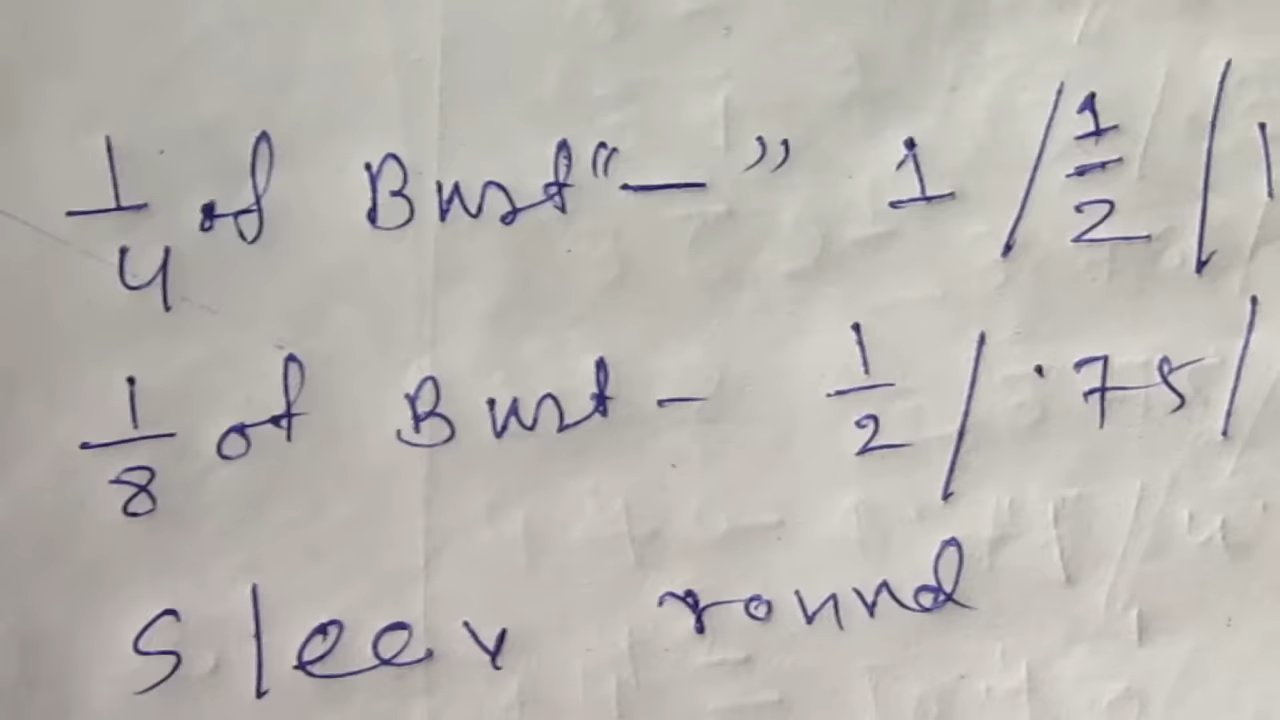 1/4 of Bust "—" 1 / 1/2 / 1
1/8 of Bust - 1/2 / .75 /
Sleev round